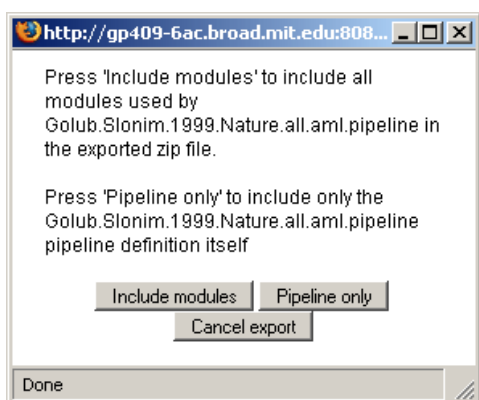 http://gp409-6ac.broad.mit.edu:808...
Press 'Include modules' to include all
modules used by
Golub.Slonim.1999.Nature.all.aml.pipeline in
the exported zip file.
Press 'Pipeline only' to include only the
Golub.Slonim.1999.Nature.all.aml.pipeline
pipeline definition itself
Include modules Pipeline only
Cancel export
Done